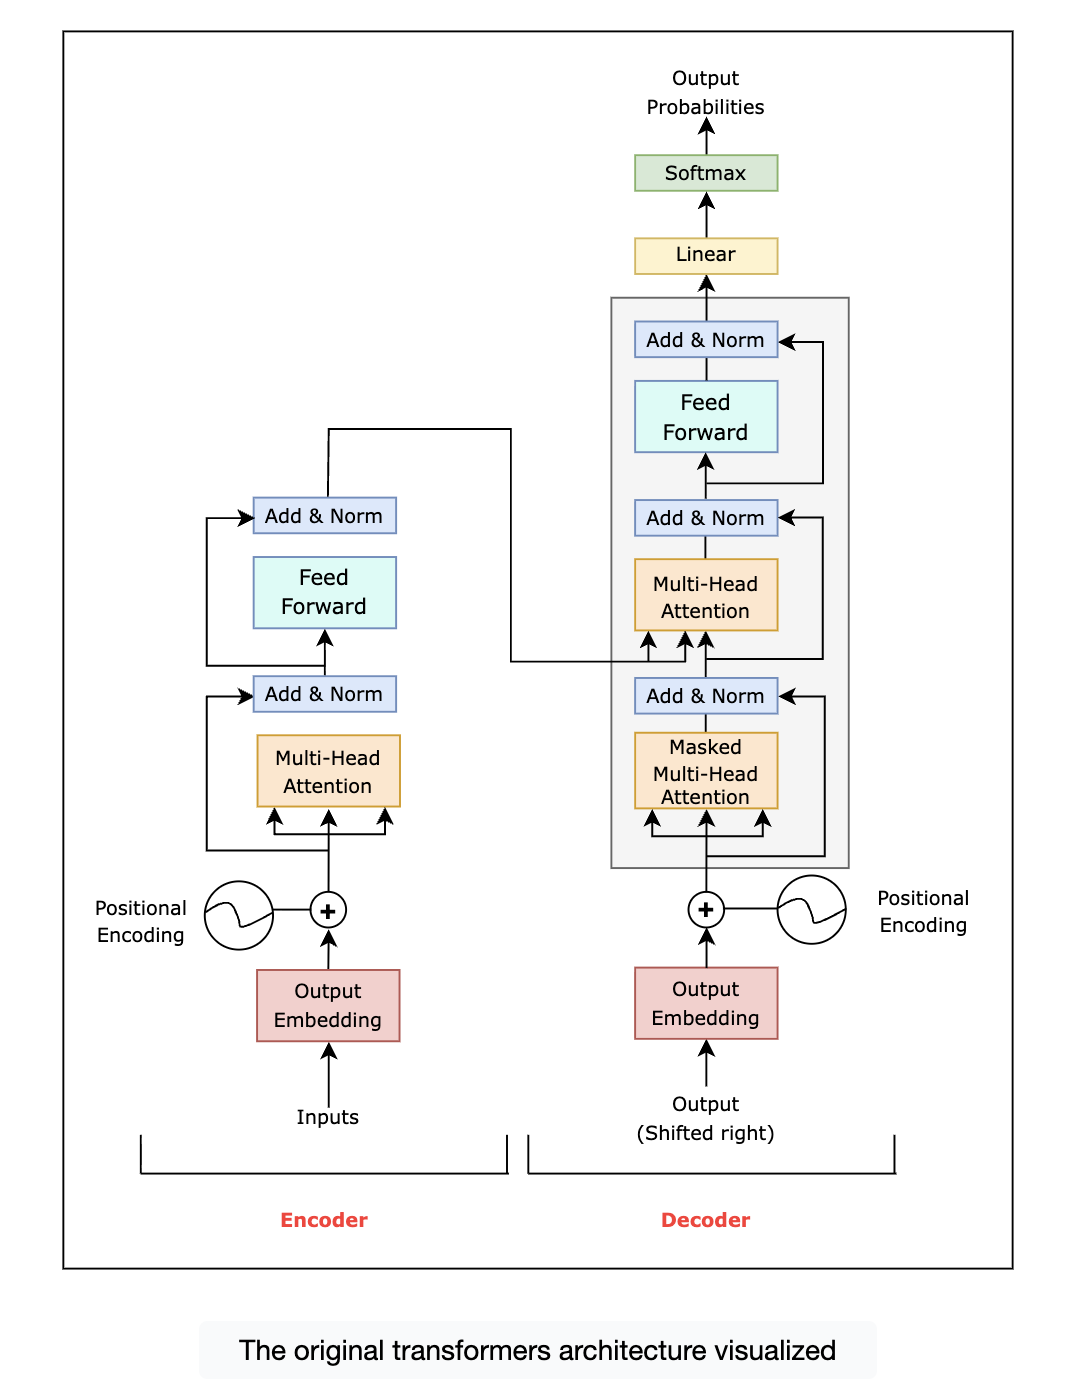 Output
Probabilities
Softmax
Linear
Add & Norm
Feed
Forward
Add & Norm
Multi-Head
Attention
Add & Norm
Masked
Multi-Head
Attention
Positional
Encoding
Output
Embedding
Output
(Shifted right)
Add & Norm
Feed
Forward
Add & Norm
Multi-Head
Attention
Positional
Encoding
Output
Embedding
Inputs
Encoder
Decoder
The original transformers architecture visualized